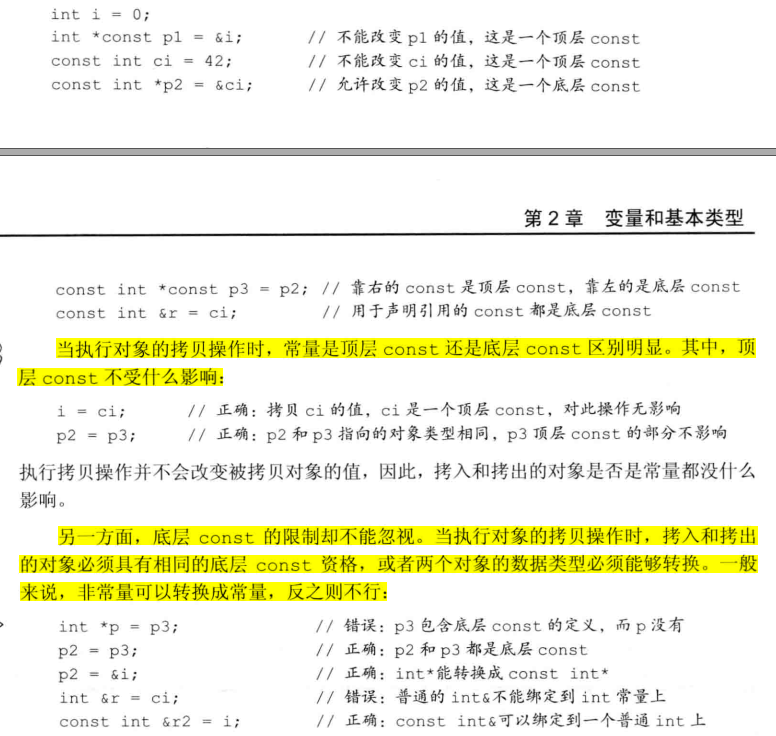 int i = 0;
int *const p1 = &i; // 不能改变 p1 的值，这是一个顶层 const
const int ci = 42; // 不能改变 ci 的值，这是一个顶层 const
const int *p2 = &ci; // 允许改变 p2 的值，这是一个底层 const
第 2 章 变量和基本类型
const int *const p3 = p2; // 靠右的 const 是顶层 const，靠左的是底层 const
const int &r = ci; // 用于声明引用的 const 都是底层 const
当执行对象的拷贝操作时，常量是顶层 const 还是底层 const 区别明显。其中，顶
层 const 不受什么影响：
i = ci; // 正确：拷贝 ci 的值，ci 是一个顶层 const，对此操作无影响
p2 = p3; // 正确：p2 和 p3 指向的对象类型相同，p3 顶层 const 的部分不影响
执行拷贝操作并不会改变被拷贝对象的值，因此，拷入和拷出的对象是否是常量都没什么
影响。
另一方面，底层 const 的限制却不能忽视。当执行对象的拷贝操作时，拷入和拷出
的对象必须具有相同的底层 const 资格，或者两个对象的数据类型必须能够转换。一般
来说，非常量可以转换成常量，反之则不行：
int *p = p3; // 错误：p3 包含底层 const 的定义，而 p 没有
p2 = p3; // 正确：p2 和 p3 都是底层 const
p2 = &i; // 正确：int*能转换成 const int*
int &r = ci; // 错误：普通的 int&不能绑定到 int 常量上
const int &r2 = i; // 正确：const int&可以绑定到一个普通 int 上